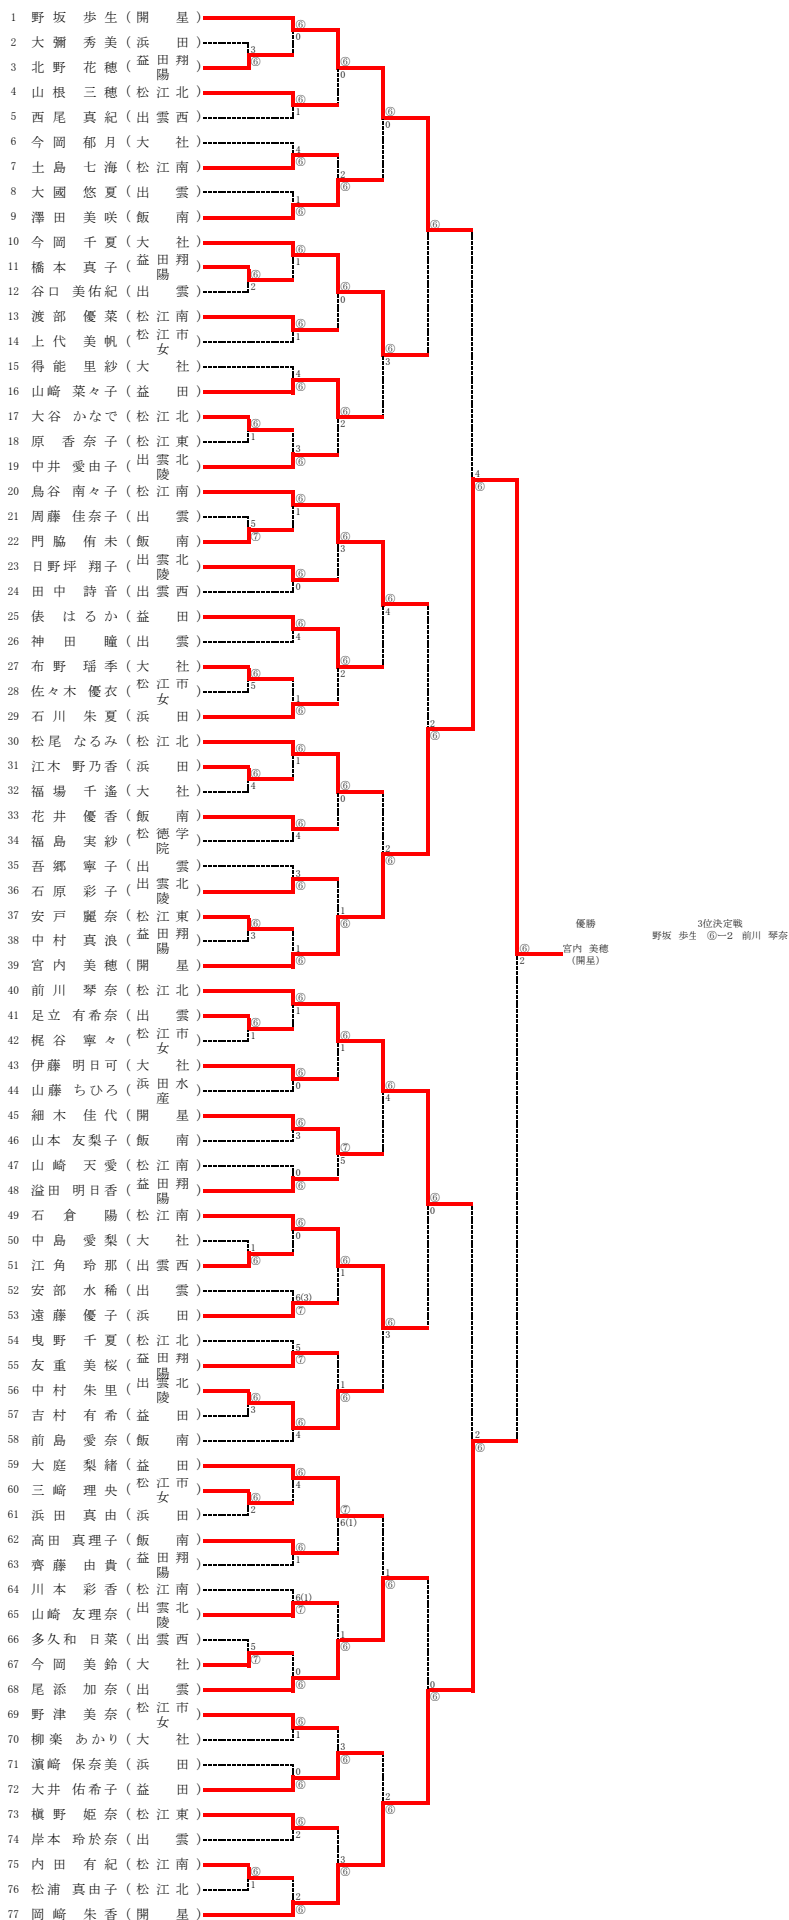 1 野坂 歩生 ( 開 星 )
2 大彌 秀美 ( 浜 田 )
3 北野 花穂 ( 益田翔陽 )
4 山根 三穂 ( 松江北 )
5 西尾 真紀 ( 出雲西 )
6 今岡 郁月 ( 大 社 )
7 土島 七海 ( 松江南 )
8 大國 悠夏 ( 出 雲 )
9 澤田 美咲 ( 飯 南 )
10 今岡 千夏 ( 大 社 )
11 橋本 真子 ( 益田翔陽 )
12 谷口 美佑紀 ( 出 雲 )
13 渡部 優菜 ( 松江南 )
14 上代 美帆 ( 松江市女 )
15 得能 里紗 ( 大 社 )
16 山﨑 菜々子 ( 益 田 )
17 大谷 かなで ( 松江北 )
18 原 香奈子 ( 松江東 )
19 中井 愛由子 ( 出雲北陵 )
20 鳥谷 南々子 ( 松江南 )
21 周藤 佳奈子 ( 出 雲 )
22 門脇 侑未 ( 飯 南 )
23 日野坪 翔子 ( 出雲北陵 )
24 田中 詩音 ( 出雲西 )
25 俵 はるか ( 益 田 )
26 神田 瞳 ( 出 雲 )
27 布野 瑶季 ( 大 社 )
28 佐々木 優衣 ( 松江市女 )
29 石川 朱夏 ( 浜 田 )
30 松尾 なるみ ( 松江北 )
31 江木 野乃香 ( 浜 田 )
32 福場 千遙 ( 大 社 )
33 花井 優香 ( 飯 南 )
34 福島 実紗 ( 松徳学院 )
35 吾郷 寧子 ( 出 雲 )
36 石原 彩子 ( 出雲北陵 )
37 安戸 麗奈 ( 松江東 )
38 中村 真浪 ( 益田翔陽 )
39 宮内 美穂 ( 開 星 )
40 前川 琴奈 ( 松江北 )
41 足立 有希奈 ( 出 雲 )
42 梶谷 寧々 ( 松江市女 )
43 伊藤 明日可 ( 大 社 )
44 山藤 ちひろ ( 浜田水産 )
45 細木 佳代 ( 開 星 )
46 山本 友梨子 ( 飯 南 )
47 山崎 天愛 ( 松江南 )
48 溢田 明日香 ( 益田翔陽 )
49 石倉 陽 ( 松江南 )
50 中島 愛梨 ( 大 社 )
51 江角 玲那 ( 出雲西 )
52 安部 水稀 ( 出 雲 )
53 遠藤 優子 ( 浜 田 )
54 曳野 千夏 ( 松江北 )
55 友重 美桜 ( 益田翔陽 )
56 中村 朱里 ( 出雲北陵 )
57 吉村 有希 ( 益 田 )
58 前島 愛奈 ( 飯 南 )
59 大庭 梨緒 ( 益 田 )
60 三﨑 理央 ( 松江市女 )
61 浜田 真由 ( 浜 田 )
62 高田 真理子 ( 飯 南 )
63 齊藤 由貴 ( 益田翔陽 )
64 川本 彩香 ( 松江南 )
65 山崎 友理奈 ( 出雲北陵 )
66 多久和 日菜 ( 出雲西 )
67 今岡 美鈴 ( 大 社 )
68 尾添 加奈 ( 出 雲 )
69 野津 美奈 ( 松江市女 )
70 柳楽 あかり ( 大 社 )
71 濵﨑 保奈美 ( 浜 田 )
72 大井 佑希子 ( 益 田 )
73 槇野 姫奈 ( 松江東 )
74 岸本 玲於奈 ( 出 雲 )
75 内田 有紀 ( 松江南 )
76 松浦 真由子 ( 松江北 )
77 岡﨑 朱香 ( 開 星 )
優勝
宮内 美穂
(開星)
3位決定戦
野坂 歩生 ⑥ー2 前川 琴奈